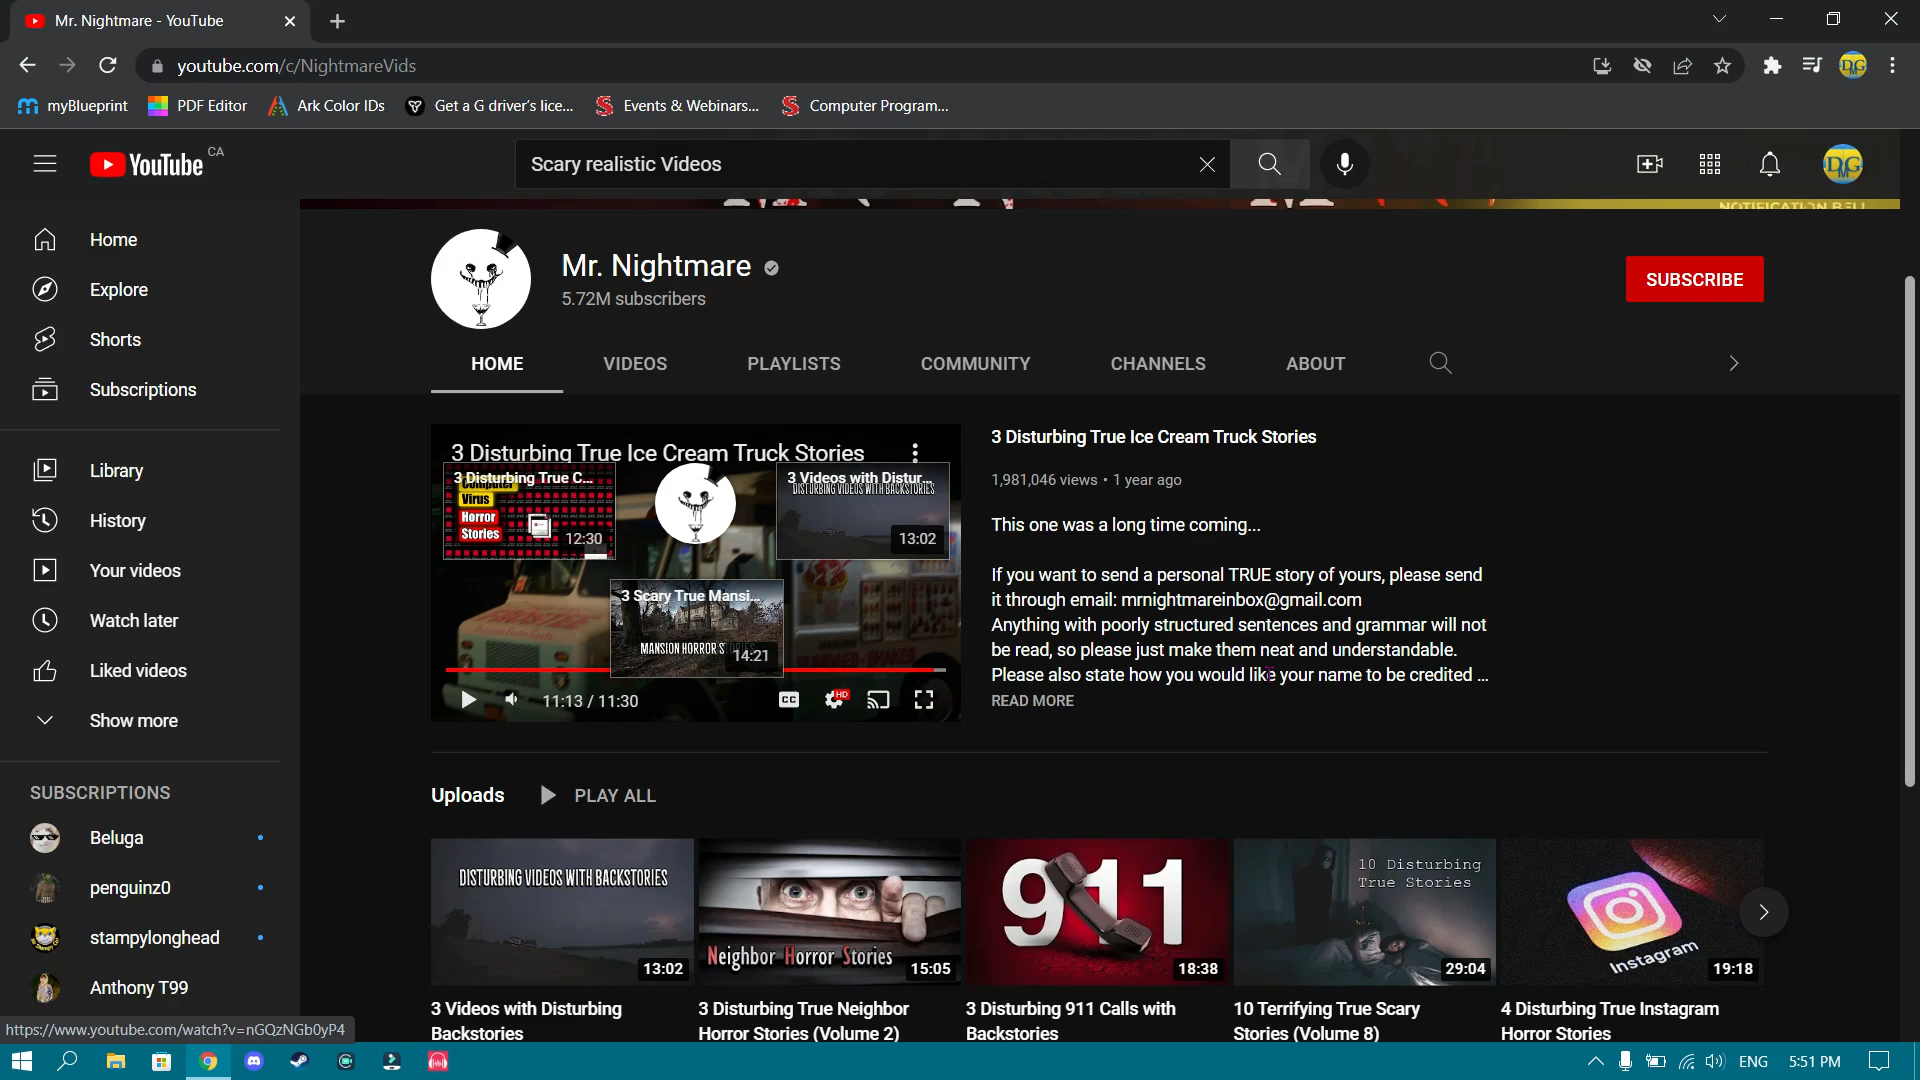 Mr. Nightmare - YouTube
youtube.com/c/NightmareVids
DG
M
myBlueprint
PDF Editor
Ark Color IDs
Get a G driver's lice...
Events & Webinars...
Computer Program...
YouTube CA
Scary realistic Videos
DG
M
NOTIFICATION BELL
Home
Explore
Shorts
Subscriptions
Library
History
Your videos
Watch later
Liked videos
Show more
SUBSCRIPTIONS
Beluga
penguinz0
stampylonghead
Anthony T99
https://www.youtube.com/watch?v=nGQzNGb0yP4
Mr. Nightmare
5.72M subscribers
SUBSCRIBE
HOME
VIDEOS
PLAYLISTS
COMMUNITY
CHANNELS
ABOUT
3 Disturbing True Ice Cream Truck Stories
3 Disturbing True C...
Computer
Virus
Horror
Stories
12:30
3 Videos with Distur...
DISTURBING VIDEOS WITH BACKSTORIES
13:02
3 Scary True Mansi...
MANSION HORROR S
14:21
11:13 / 11:30
CC
HD
3 Disturbing True Ice Cream Truck Stories
1,981,046 views • 1 year ago
This one was a long time coming...
If you want to send a personal TRUE story of yours, please send
it through email: mrnightmareinbox@gmail.com
Anything with poorly structured sentences and grammar will not
be read, so please just make them neat and understandable.
Please also state how you would like your name to be credited ...
READ MORE
Uploads
PLAY ALL
DISTURBING VIDEOS WITH BACKSTORIES
13:02
3 Videos with Disturbing
Backstories
Neighbor Horror Stories
15:05
3 Disturbing True Neighbor
Horror Stories (Volume 2)
911
18:38
3 Disturbing 911 Calls with
Backstories
10 Disturbing
True Stories
29:04
10 Terrifying True Scary
Stories (Volume 8)
Instagram
19:18
4 Disturbing True Instagram
Horror Stories
ENG
5:51 PM